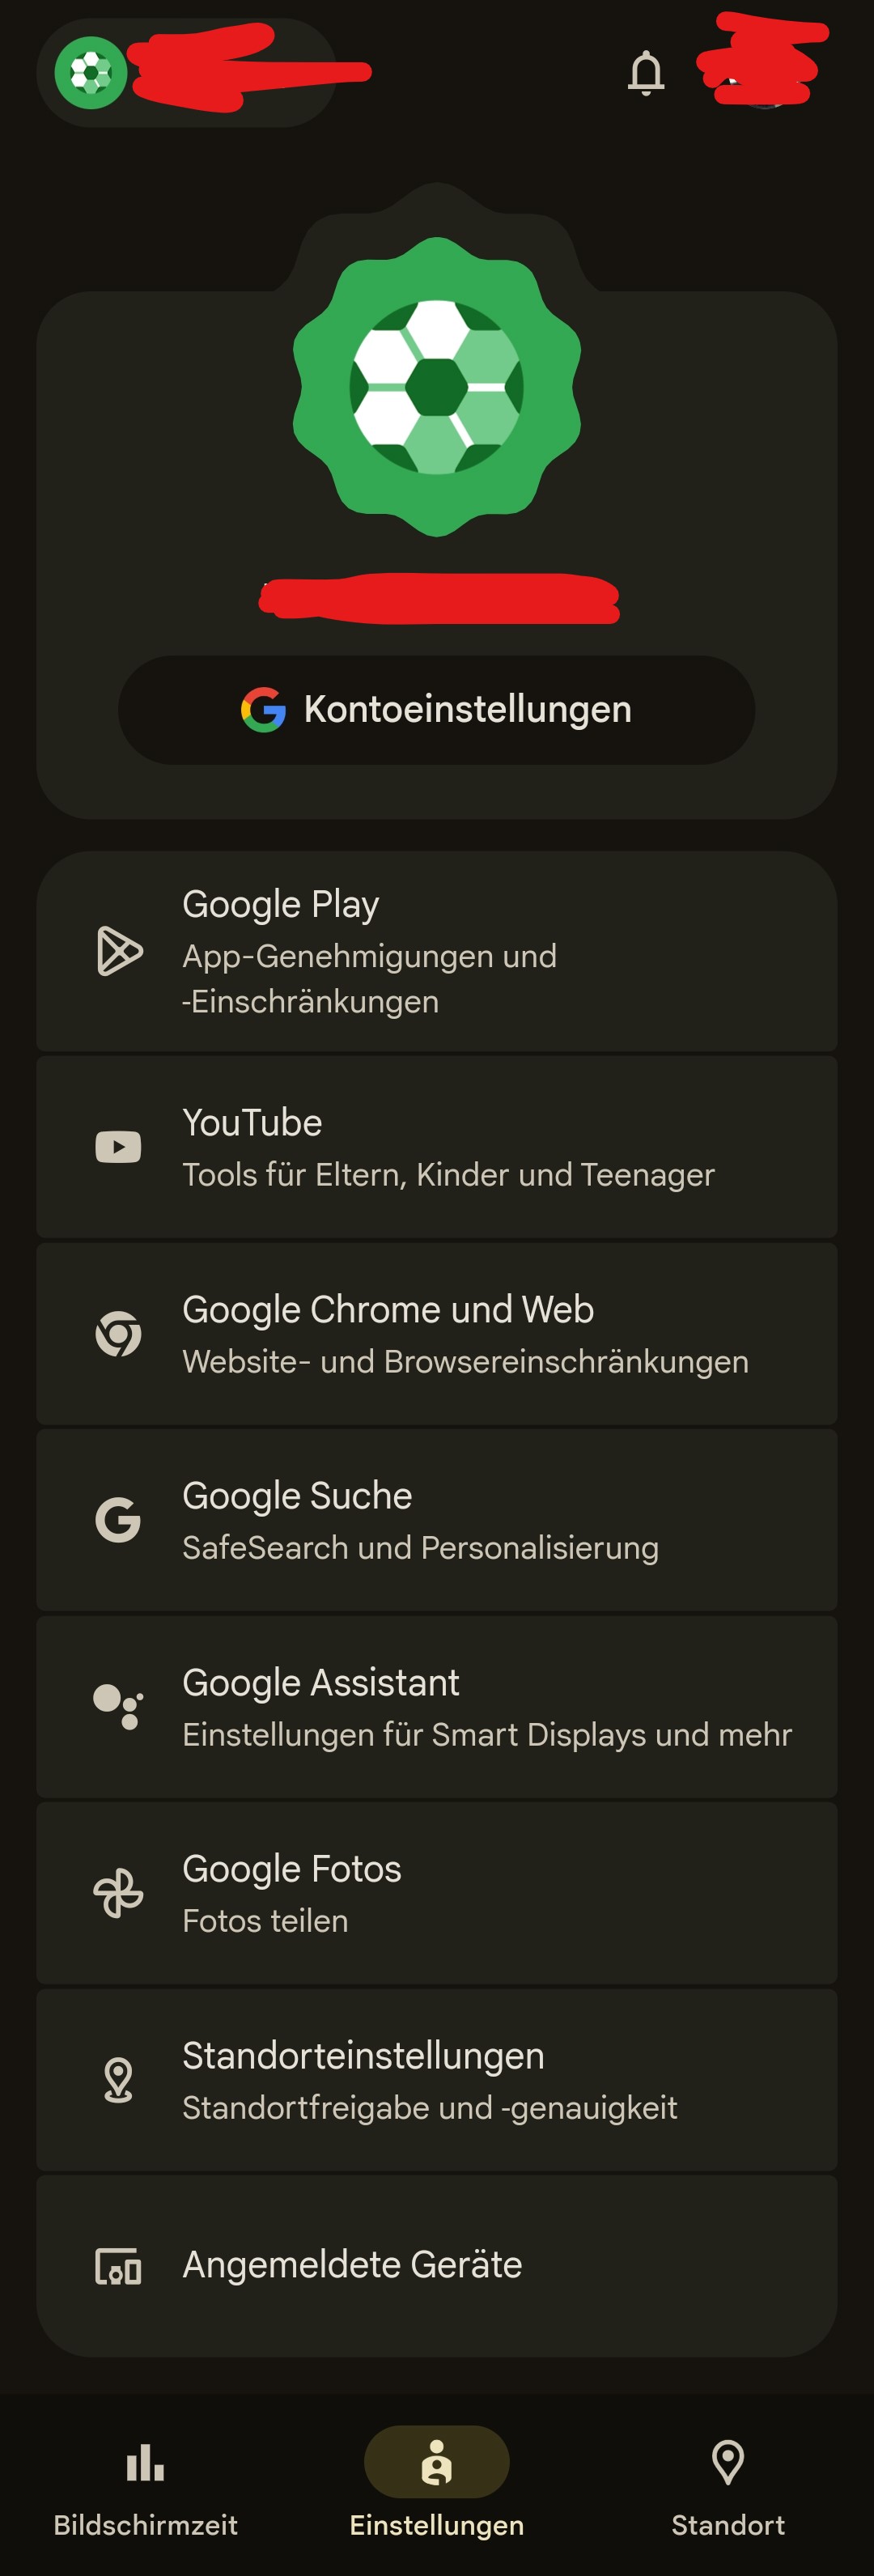 Kontoeinstellungen
Google Play
App-Genehmigungen und
-Einschränkungen
YouTube
Tools für Eltern, Kinder und Teenager
Google Chrome und Web
Website- und Browsereinschränkungen
Google Suche
SafeSearch und Personalisierung
Google Assistant
Einstellungen für Smart Displays und mehr
Google Fotos
Fotos teilen
Standorteinstellungen
Standortfreigabe und -genauigkeit
Angemeldete Geräte
Bildschirmzeit
Einstellungen
Standort